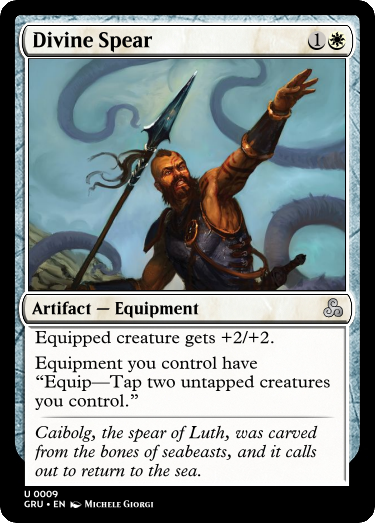 Divine Spear
1
Artifact — Equipment
Equipped creature gets +2/+2.
Equipment you control have
“Equip—Tap two untapped creatures
you control.”
Caibolg, the spear of Luth, was carved
from the bones of seabeasts, and it calls
out to return to the sea.
U 0009
GRU • EN Michele Giorgi